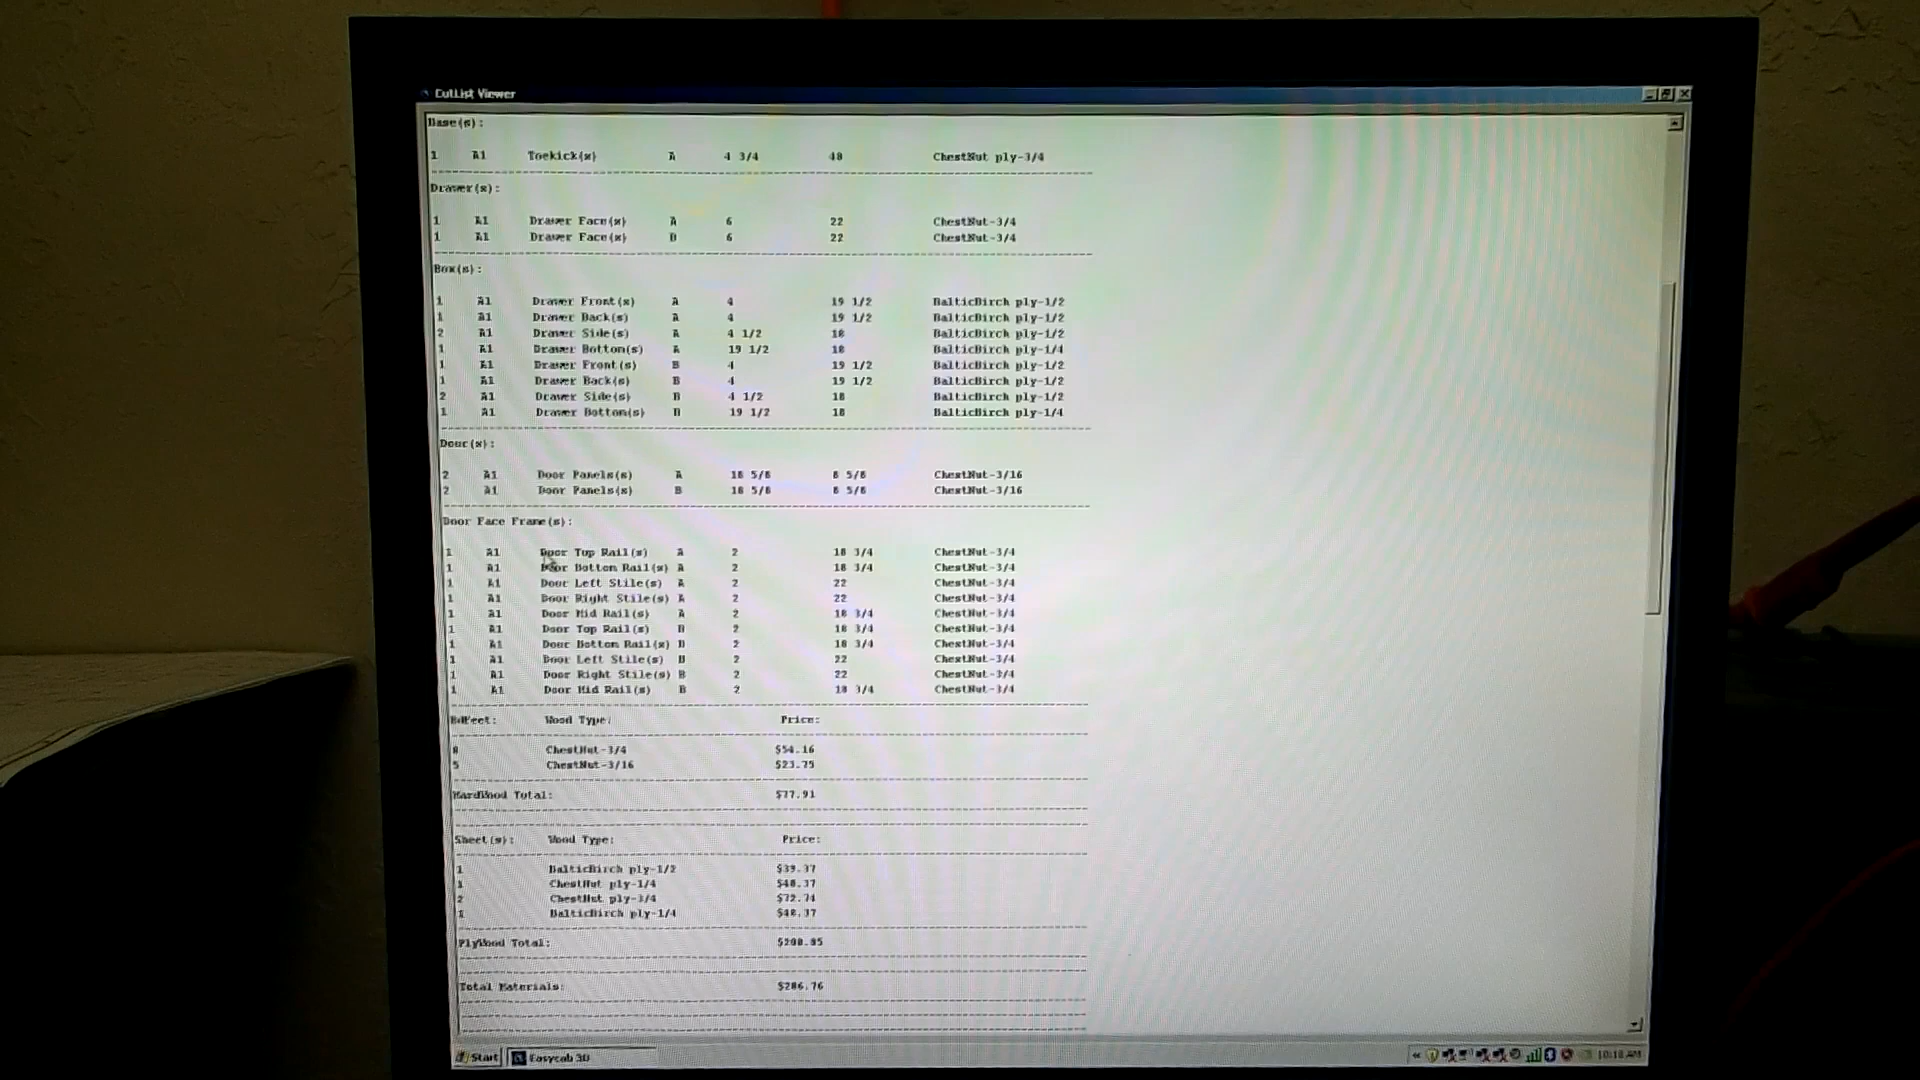 CutList Viewer
Base(s):
1 A1 Toekick(s) A 4 3/4 48 ChestNut ply-3/4
Drawer(s):
1 A1 Drawer Face(s) A 6 22 ChestNut-3/4
1 A1 Drawer Face(s) B 6 22 ChestNut-3/4
Box(s):
1 A1 Drawer Front(s) A 4 19 1/2 BalticBirch ply-1/2
1 A1 Drawer Back(s) A 4 19 1/2 BalticBirch ply-1/2
2 A1 Drawer Side(s) A 4 1/2 18 BalticBirch ply-1/2
1 A1 Drawer Bottom(s) A 19 1/2 18 BalticBirch ply-1/4
1 A1 Drawer Front(s) B 4 19 1/2 BalticBirch ply-1/2
1 A1 Drawer Back(s) B 4 19 1/2 BalticBirch ply-1/2
2 A1 Drawer Side(s) B 4 1/2 18 BalticBirch ply-1/2
1 A1 Drawer Bottom(s) B 19 1/2 18 BalticBirch ply-1/4
Door(s):
2 A1 Door Panels(s) A 18 5/8 8 5/8 ChestNut-3/16
2 A1 Door Panels(s) B 18 5/8 8 5/8 ChestNut-3/16
Door Face Frame(s):
1 A1 Door Top Rail(s) A 2 18 3/4 ChestNut-3/4
1 A1 Door Bottom Rail(s) A 2 18 3/4 ChestNut-3/4
1 A1 Door Left Stile(s) A 2 22 ChestNut-3/4
1 A1 Door Right Stile(s) A 2 22 ChestNut-3/4
1 A1 Door Mid Rail(s) A 2 18 3/4 ChestNut-3/4
1 A1 Door Top Rail(s) B 2 18 3/4 ChestNut-3/4
1 A1 Door Bottom Rail(s) B 2 18 3/4 ChestNut-3/4
1 A1 Door Left Stile(s) B 2 22 ChestNut-3/4
1 A1 Door Right Stile(s) B 2 22 ChestNut-3/4
1 A1 Door Mid Rail(s) B 2 18 3/4 ChestNut-3/4
BdFeet: Wood Type: Price:
8 ChestNut-3/4 $54.16
5 ChestNut-3/16 $23.75
HardWood Total: $77.91
Sheet(s): Wood Type: Price:
1 BalticBirch ply-1/2 $39.37
1 ChestNut ply-1/4 $48.37
2 ChestNut ply-3/4 $72.74
1 BalticBirch ply-1/4 $48.37
PlyWood Total: $208.85
Total Materials: $286.76
Start Easycab 3D 10:18 AM